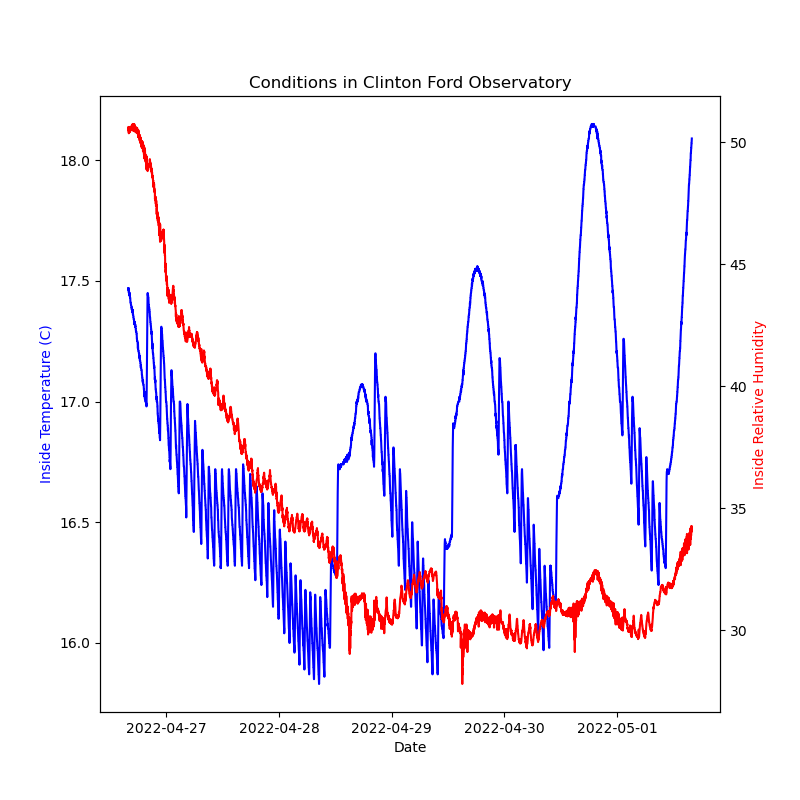 Conditions in Clinton Ford Observatory
18.0
17.5
17.0
16.5
16.0
Inside Temperature (C)
50
45
40
35
30
Inside Relative Humidity
2022-04-27 2022-04-28 2022-04-29 2022-04-30 2022-05-01
Date